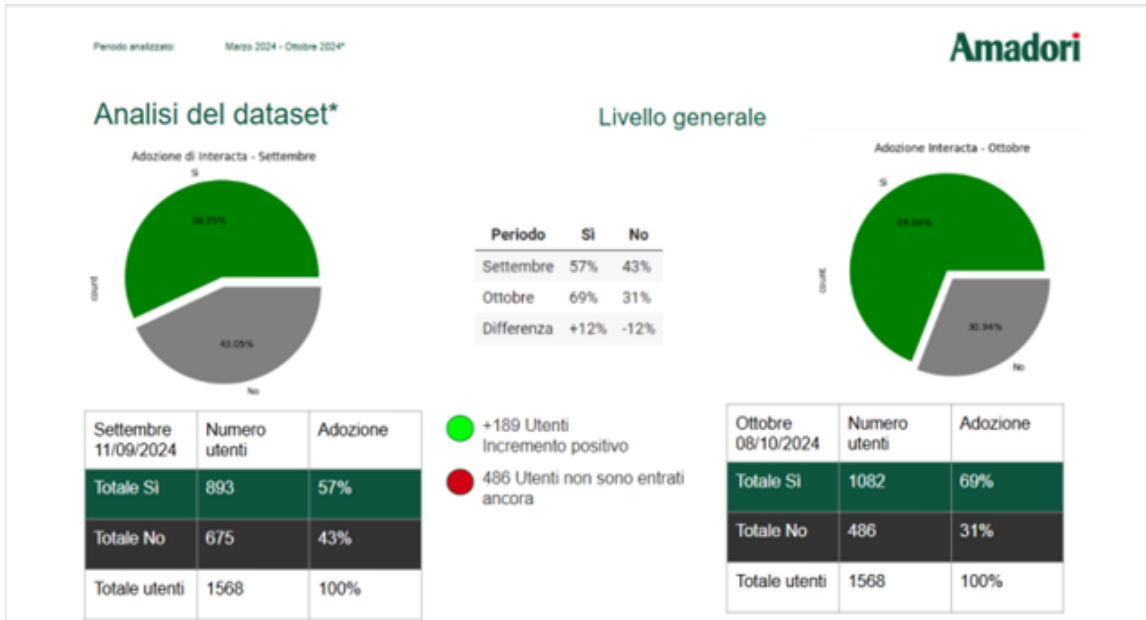 Periodo analizzato: Marzo 2024 - Ottobre 2024*
Amadori
Analisi del dataset*
Livello generale
Adozione di Interacta - Settembre
Sì
56.95%
count
43.05%
No
Periodo Sì No
Settembre 57% 43%
Ottobre 69% 31%
Differenza +12% -12%
Adozione Interacta - Ottobre
Sì
69.06%
count
30.94%
No
Settembre
11/09/2024
Numero
utenti
Adozione
Totale Sì 893 57%
Totale No 675 43%
Totale utenti 1568 100%
+189 Utenti
Incremento positivo
486 Utenti non sono entrati
ancora
Ottobre
08/10/2024
Numero
utenti
Adozione
Totale Sì 1082 69%
Totale No 486 31%
Totale utenti 1568 100%